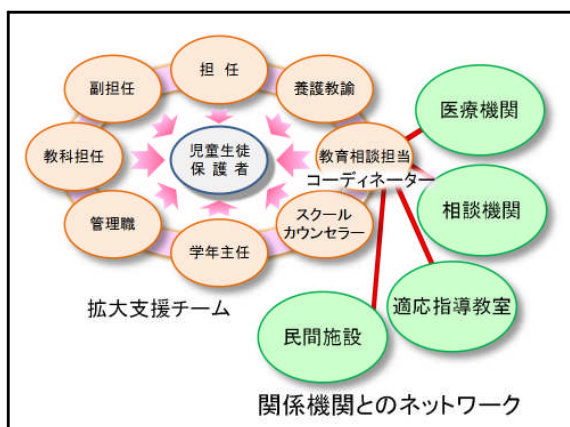 担 任
副担任
養護教諭
医療機関
教科担任
児童生徒
保 護 者
教育相談担当
コーディネーター
相談機関
管理職
スクール
カウンセラー
学年主任
拡大支援チーム
適応指導教室
民間施設
関係機関とのネットワーク